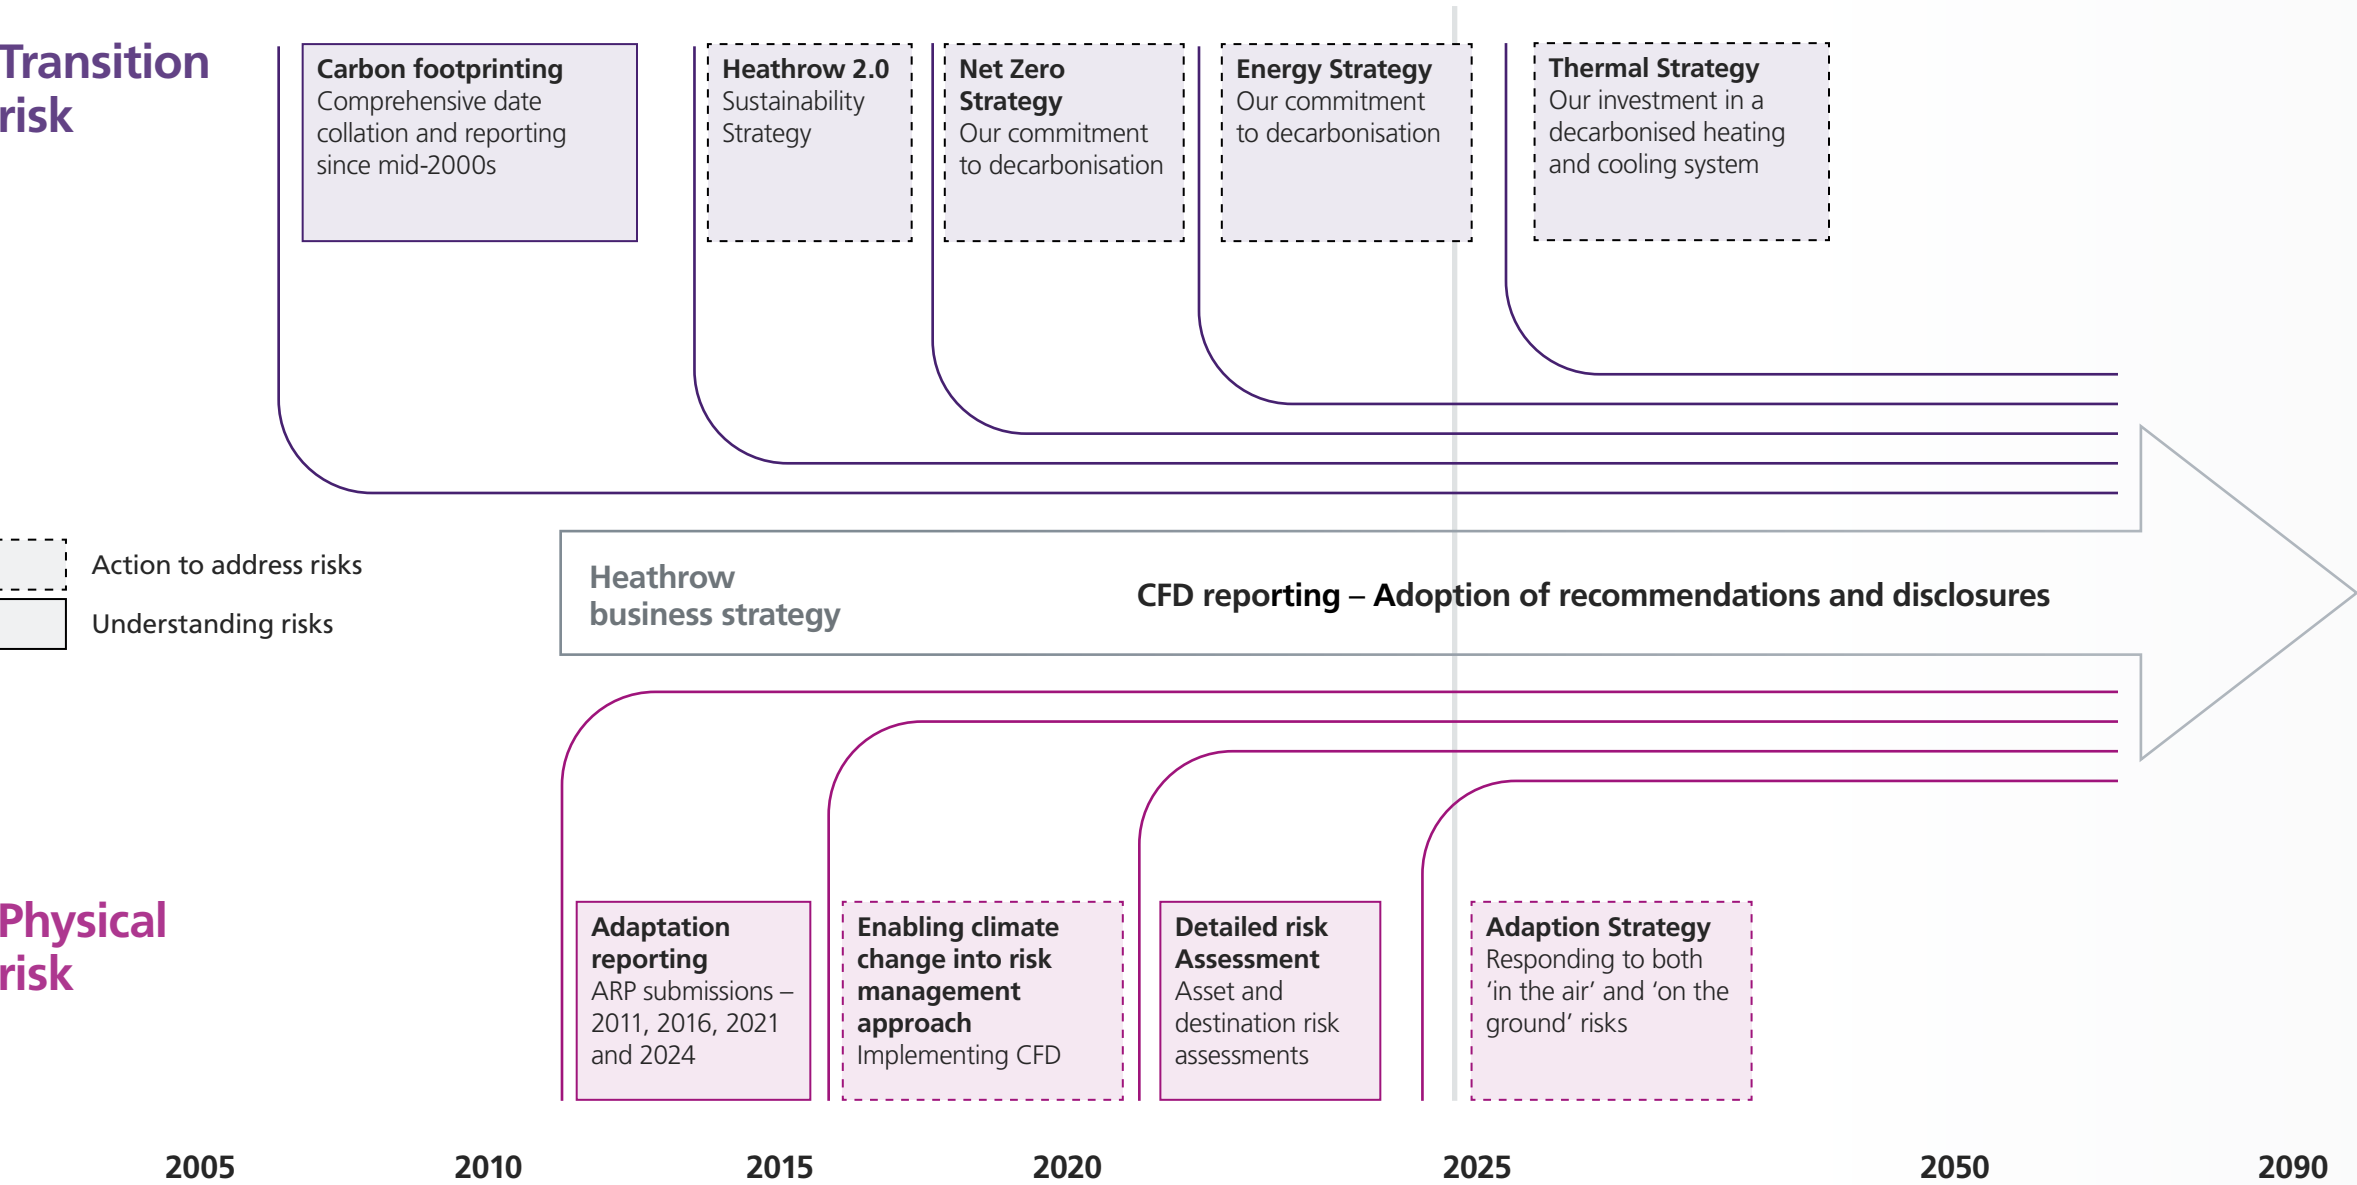 Transition
risk
Carbon footprinting
Comprehensive date
collation and reporting
since mid-2000s
Heathrow 2.0
Sustainability
Strategy
Net Zero
Strategy
Our commitment
to decarbonisation
Energy Strategy
Our commitment
to decarbonisation
Thermal Strategy
Our investment in a
decarbonised heating
and cooling system
Action to address risks
Understanding risks
Heathrow
business strategy
CFD reporting – Adoption of recommendations and disclosures
Physical
risk
Adaptation
reporting
ARP submissions –
2011, 2016, 2021
and 2024
Enabling climate
change into risk
management
approach
Implementing CFD
Detailed risk
Assessment
Asset and
destination risk
assessments
Adaption Strategy
Responding to both
‘in the air’ and ‘on the
ground’ risks
2005
2010
2015
2020
2025
2050
2090